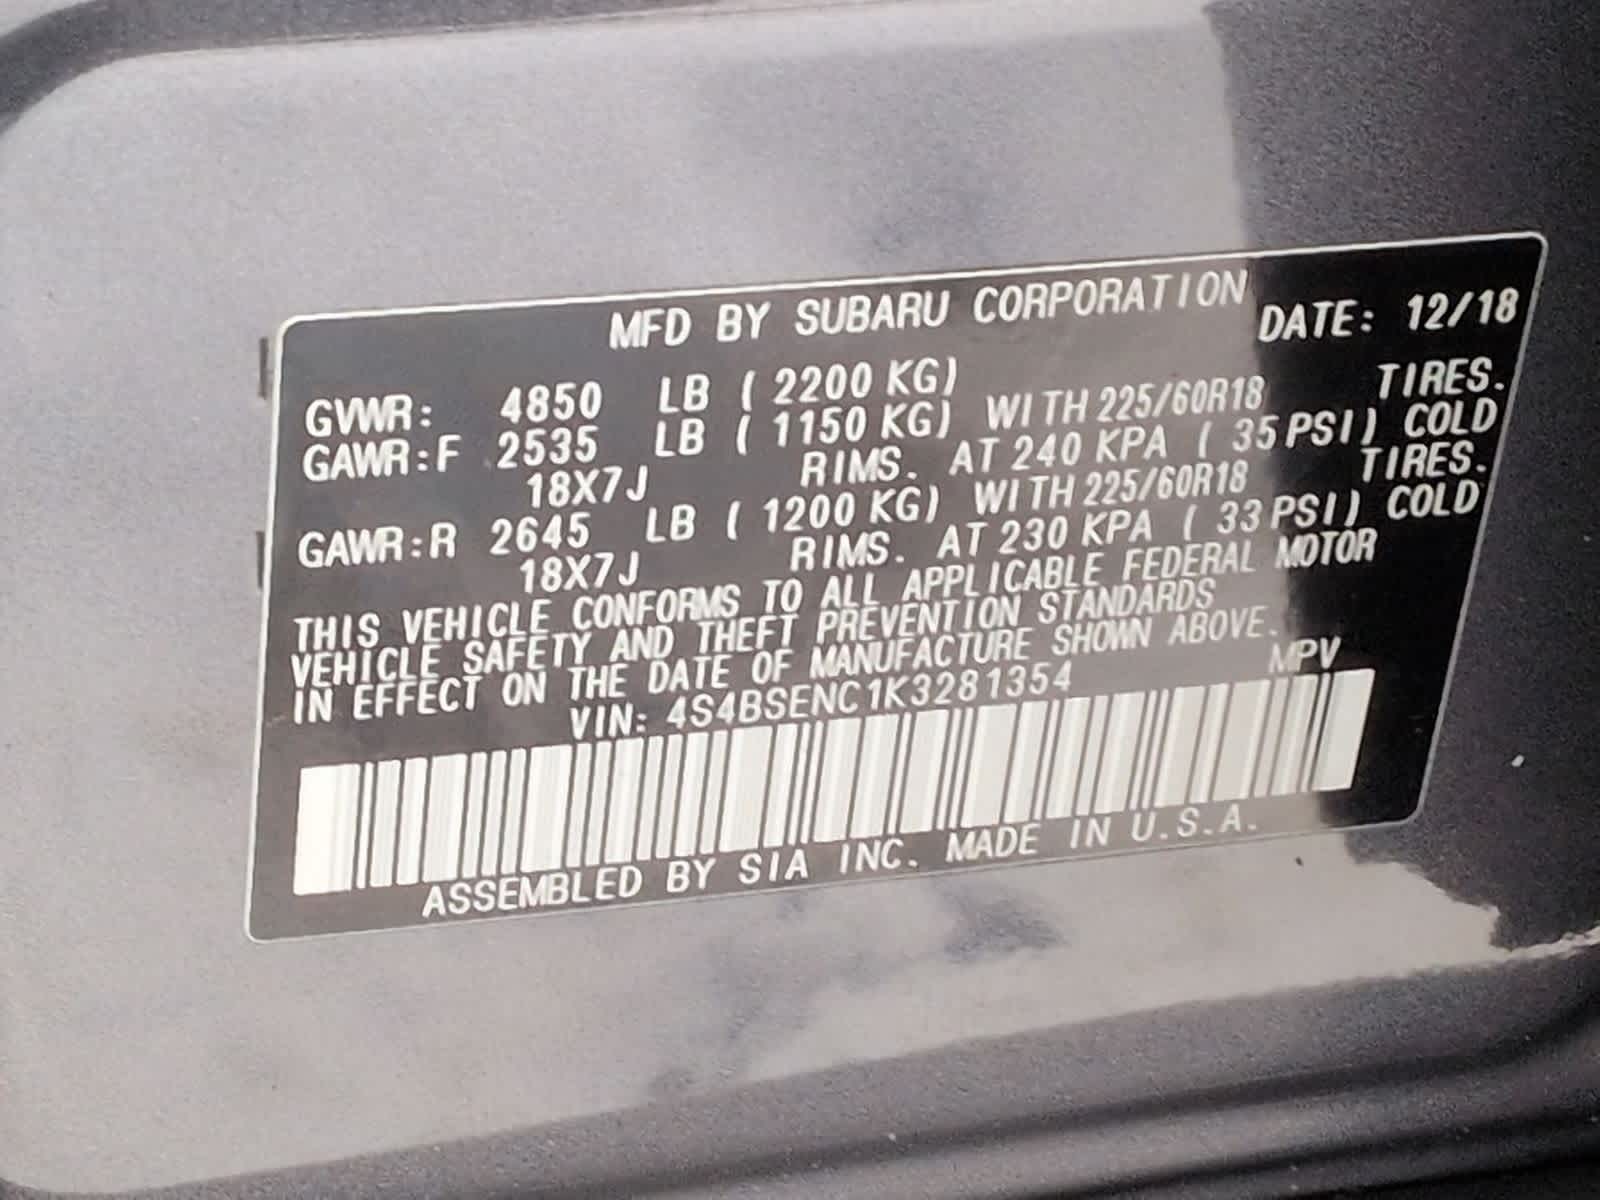 MFD BY SUBARU CORPORATION DATE: 12/18
GVWR: 4850 LB ( 2200 KG) TIRES.
GAWR:F 2535 LB ( 1150 KG) WITH 225/60R18
18X7J RIMS. AT 240 KPA ( 35 PSI) COLD
GAWR:R 2645 LB ( 1200 KG) WITH 225/60R18 TIRES.
18X7J RIMS. AT 230 KPA ( 33 PSI) COLD
THIS VEHICLE CONFORMS TO ALL APPLICABLE FEDERAL MOTOR
VEHICLE SAFETY AND THEFT PREVENTION STANDARDS
IN EFFECT ON THE DATE OF MANUFACTURE SHOWN ABOVE.
VIN: 4S4BSENC1K3281354 MPV
ASSEMBLED BY SIA INC. MADE IN U.S.A.